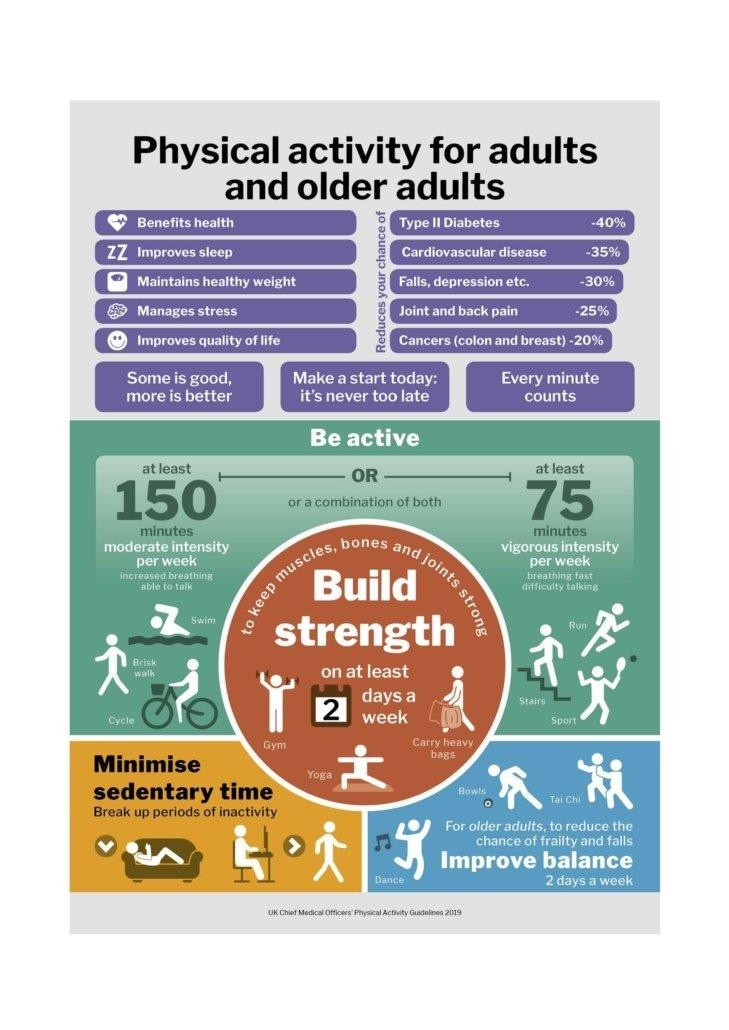 Physical activity for adults
and older adults
Benefits health
ZZ Improves sleep
Maintains healthy weight
Manages stress
Improves quality of life
Reduces your chance of
Type II Diabetes -40%
Cardiovascular disease -35%
Falls, depression etc. -30%
Joint and back pain -25%
Cancers (colon and breast) -20%
Some is good,
more is better
Make a start today:
it's never too late
Every minute
counts
Be active
at least
150
minutes
moderate intensity
per week
increased breathing
able to talk
OR
or a combination of both
at least
75
minutes
vigorous intensity
per week
breathing fast
difficulty talking
Swim
Brisk
walk
Cycle
to keep muscles, bones and joints strong
Build
strength
on at least
2 days a
week
Gym
Yoga
Carry heavy
bags
Run
Stairs
Sport
Minimise
sedentary time
Break up periods of inactivity
Bowls
Tai Chi
Dance
For older adults, to reduce the
chance of frailty and falls
Improve balance
2 days a week
UK Chief Medical Officers' Physical Activity Guidelines 2019